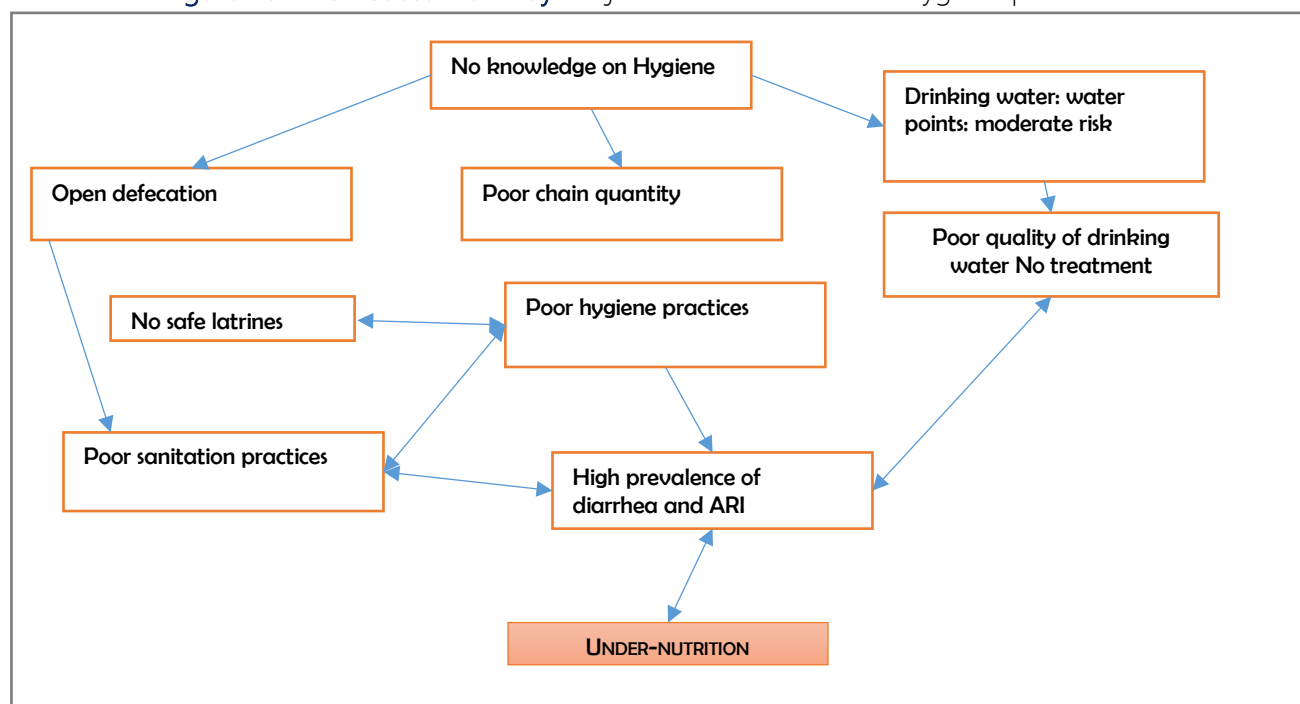 No knowledge on Hygiene
Drinking water: water
points: moderate risk
Open defecation
Poor chain quantity
Poor quality of drinking
water No treatment
No safe latrines
Poor hygiene practices
Poor sanitation practices
High prevalence of
diarrhea and ARI
UNDER-NUTRITION